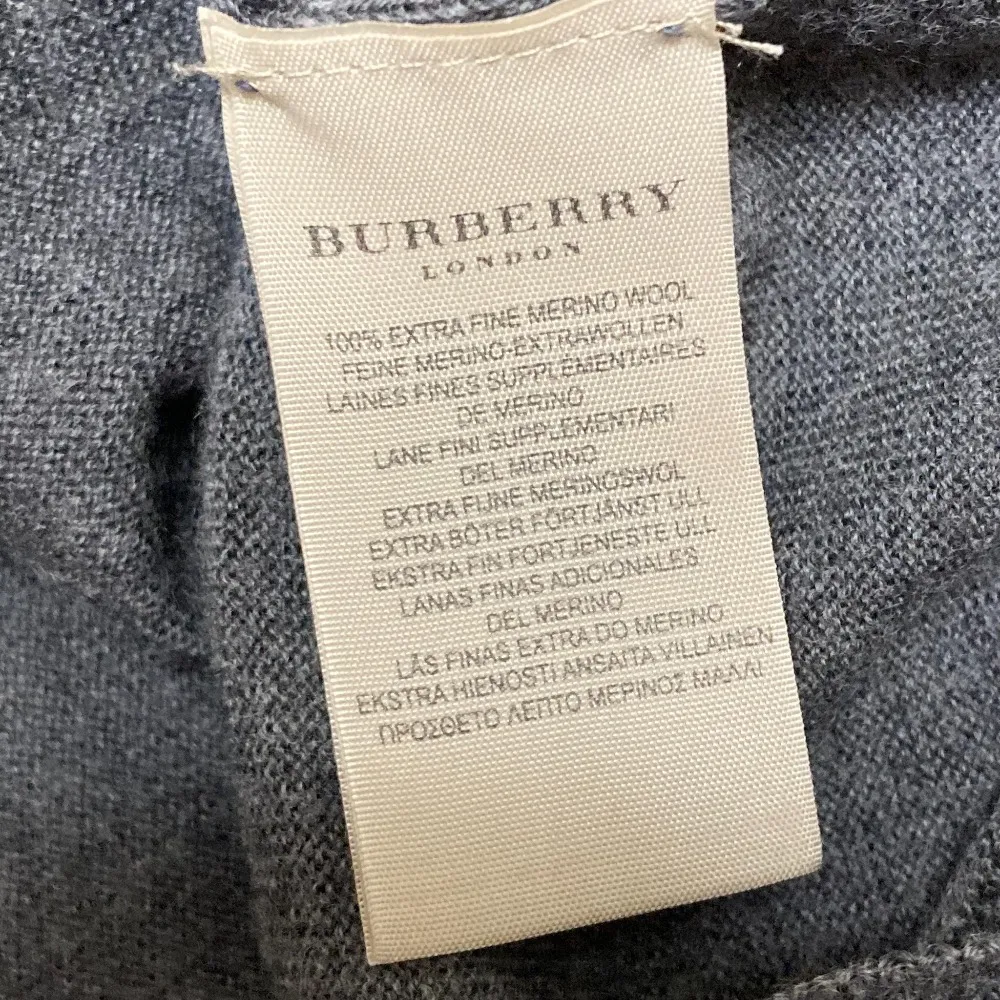 BURBERRY
LONDON
100% EXTRA FINE MERINO WOOL
FEINE MERINO-EXTRAWOLLEN
LAINES FINES SUPPLEMENTAIRES
DE MERINO
LANE FINI SUPPLEMENTARI
DEL MERINO
EXTRA FIJNE MERINOSWOL
EXTRA BÖTER FÖRTJÄNST ULL
EKSTRA FIN FORTJENESTE ULL
LANAS FINAS ADICIONALES
DEL MERINO
LÃS FINAS EXTRA DO MERINO
EKSTRA HIENOSTI ANSAITA VILLAINEN
ΠΡΟΣΘΕΤΟ ΛΕΠΤΟ ΜΕΡΙΝΟΣ ΜΑΛΛΙ